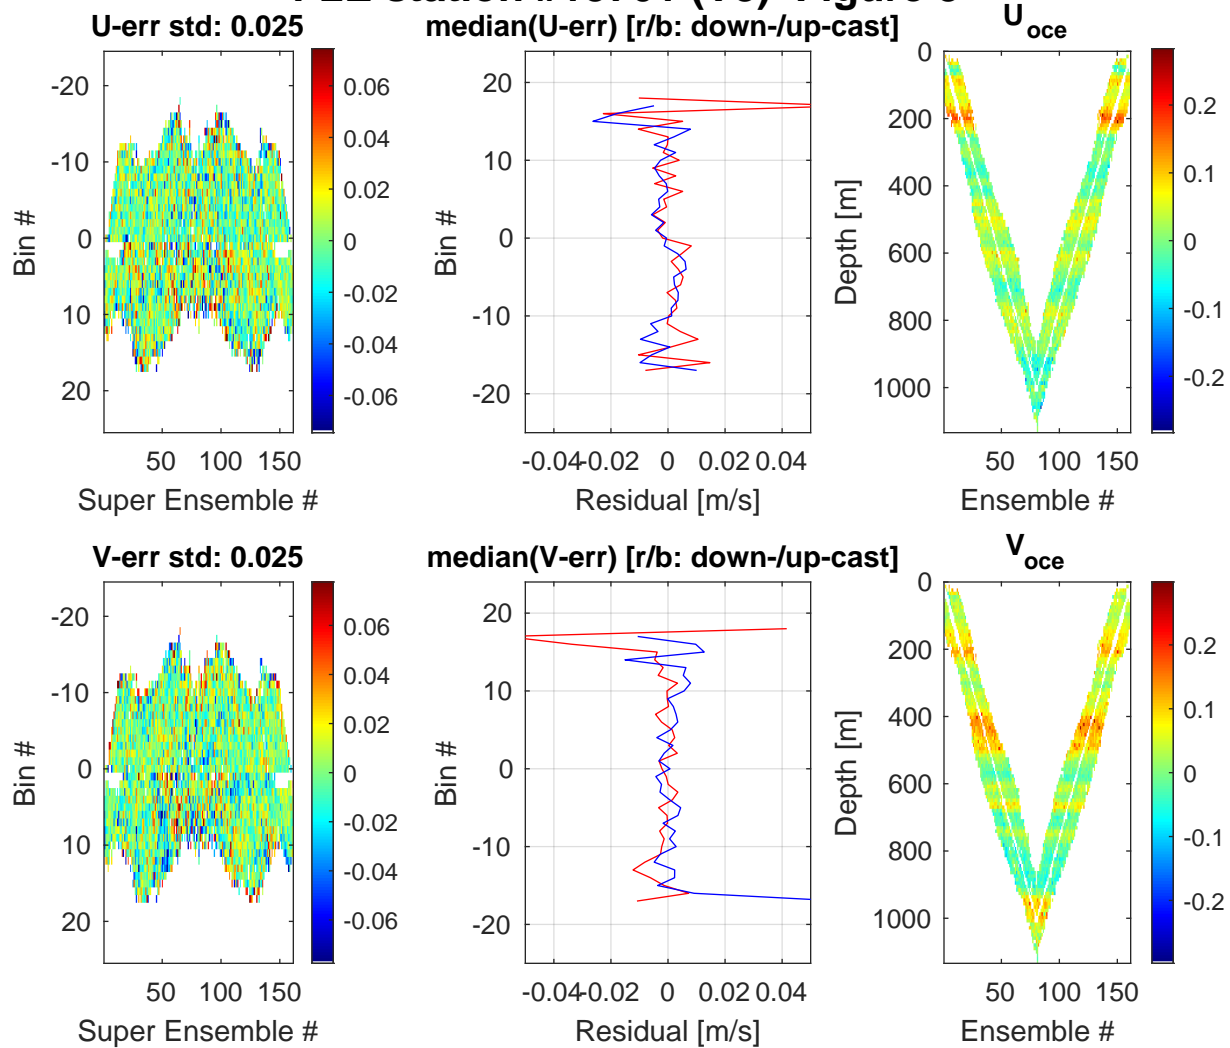 U-err std: 0.025
median(U-err) [r/b: down-/up-cast]
U oce
-20
-10
0
10
20
Bin #
50 100 150
Super Ensemble #
0.06
0.04
0.02
0
-0.02
-0.04
-0.06
20
10
0
-10
-20
Bin #
-0.04 -0.02 0 0.02 0.04
Residual [m/s]
0
200
400
600
800
1000
Depth [m]
50 100 150
Ensemble #
0.2
0.1
0
-0.1
-0.2
V-err std: 0.025
median(V-err) [r/b: down-/up-cast]
V oce
-20
-10
0
10
20
Bin #
50 100 150
Super Ensemble #
0.06
0.04
0.02
0
-0.02
-0.04
-0.06
20
10
0
-10
-20
Bin #
-0.04 -0.02 0 0.02 0.04
Residual [m/s]
0
200
400
600
800
1000
Depth [m]
50 100 150
Ensemble #
0.2
0.1
0
-0.1
-0.2